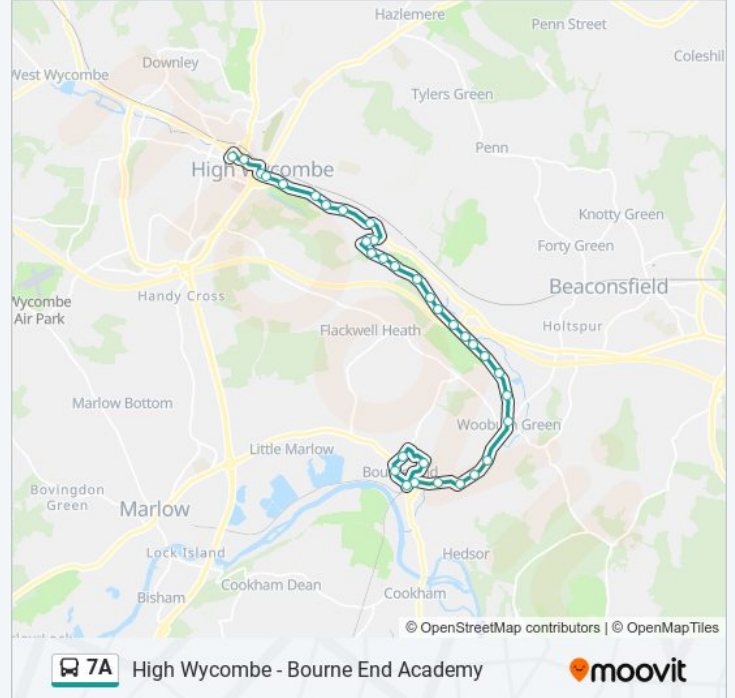 Hazlemere
Penn Street
Downley
Coleshil
West Wycombe
Tylers Green
Penn
High Wycombe
Knotty Green
Forty Green
Beaconsfield
Wycombe
Air Park
Handy Cross
Holtspur
Flackwell Heath
Marlow Bottom
Little Marlow
Wooburn Green
Bourne End
Bovingdon
Green
Marlow
Lock Island
Hedsor
Cookham Dean
Cookham
Bisham
© OpenStreetMap contributors | © OpenMapTiles
7A High Wycombe - Bourne End Academy
moovit